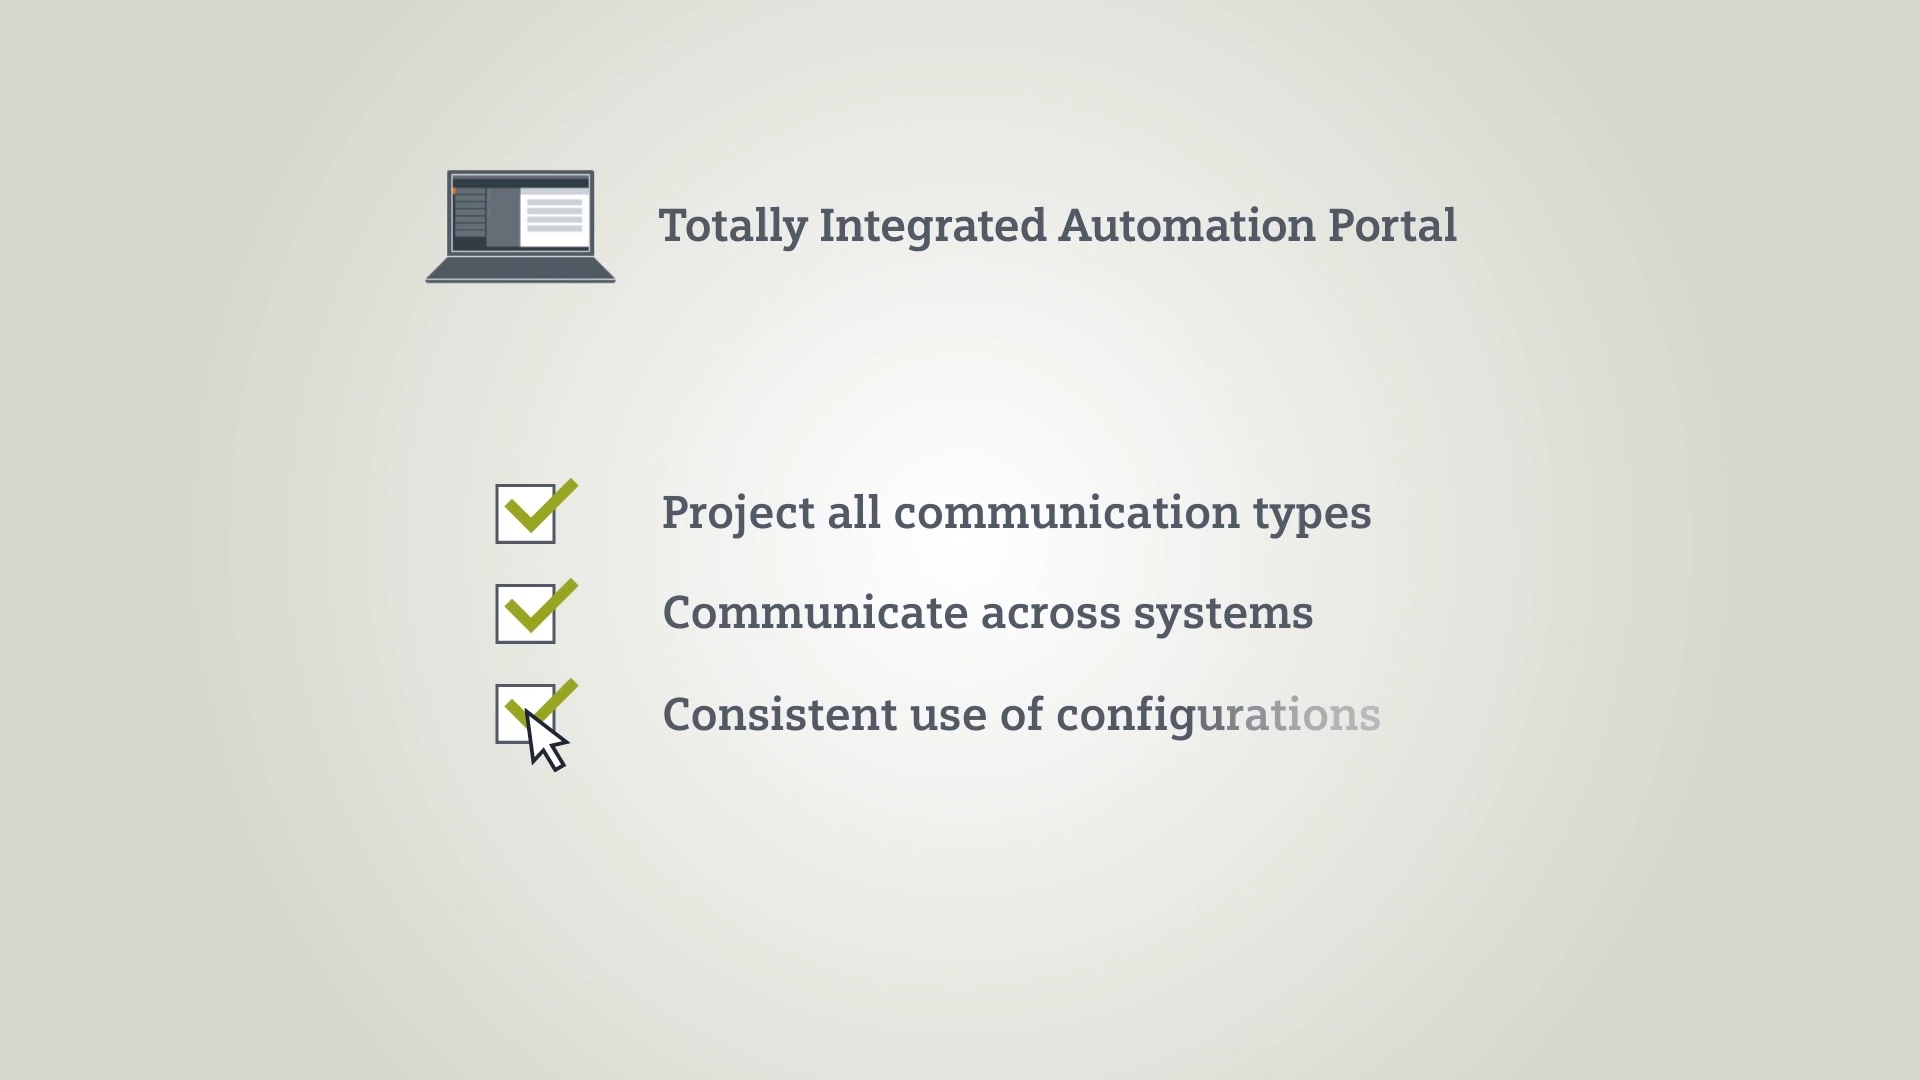 Totally Integrated Automation Portal
Project all communication types
Communicate across systems
Consistent use of configurations